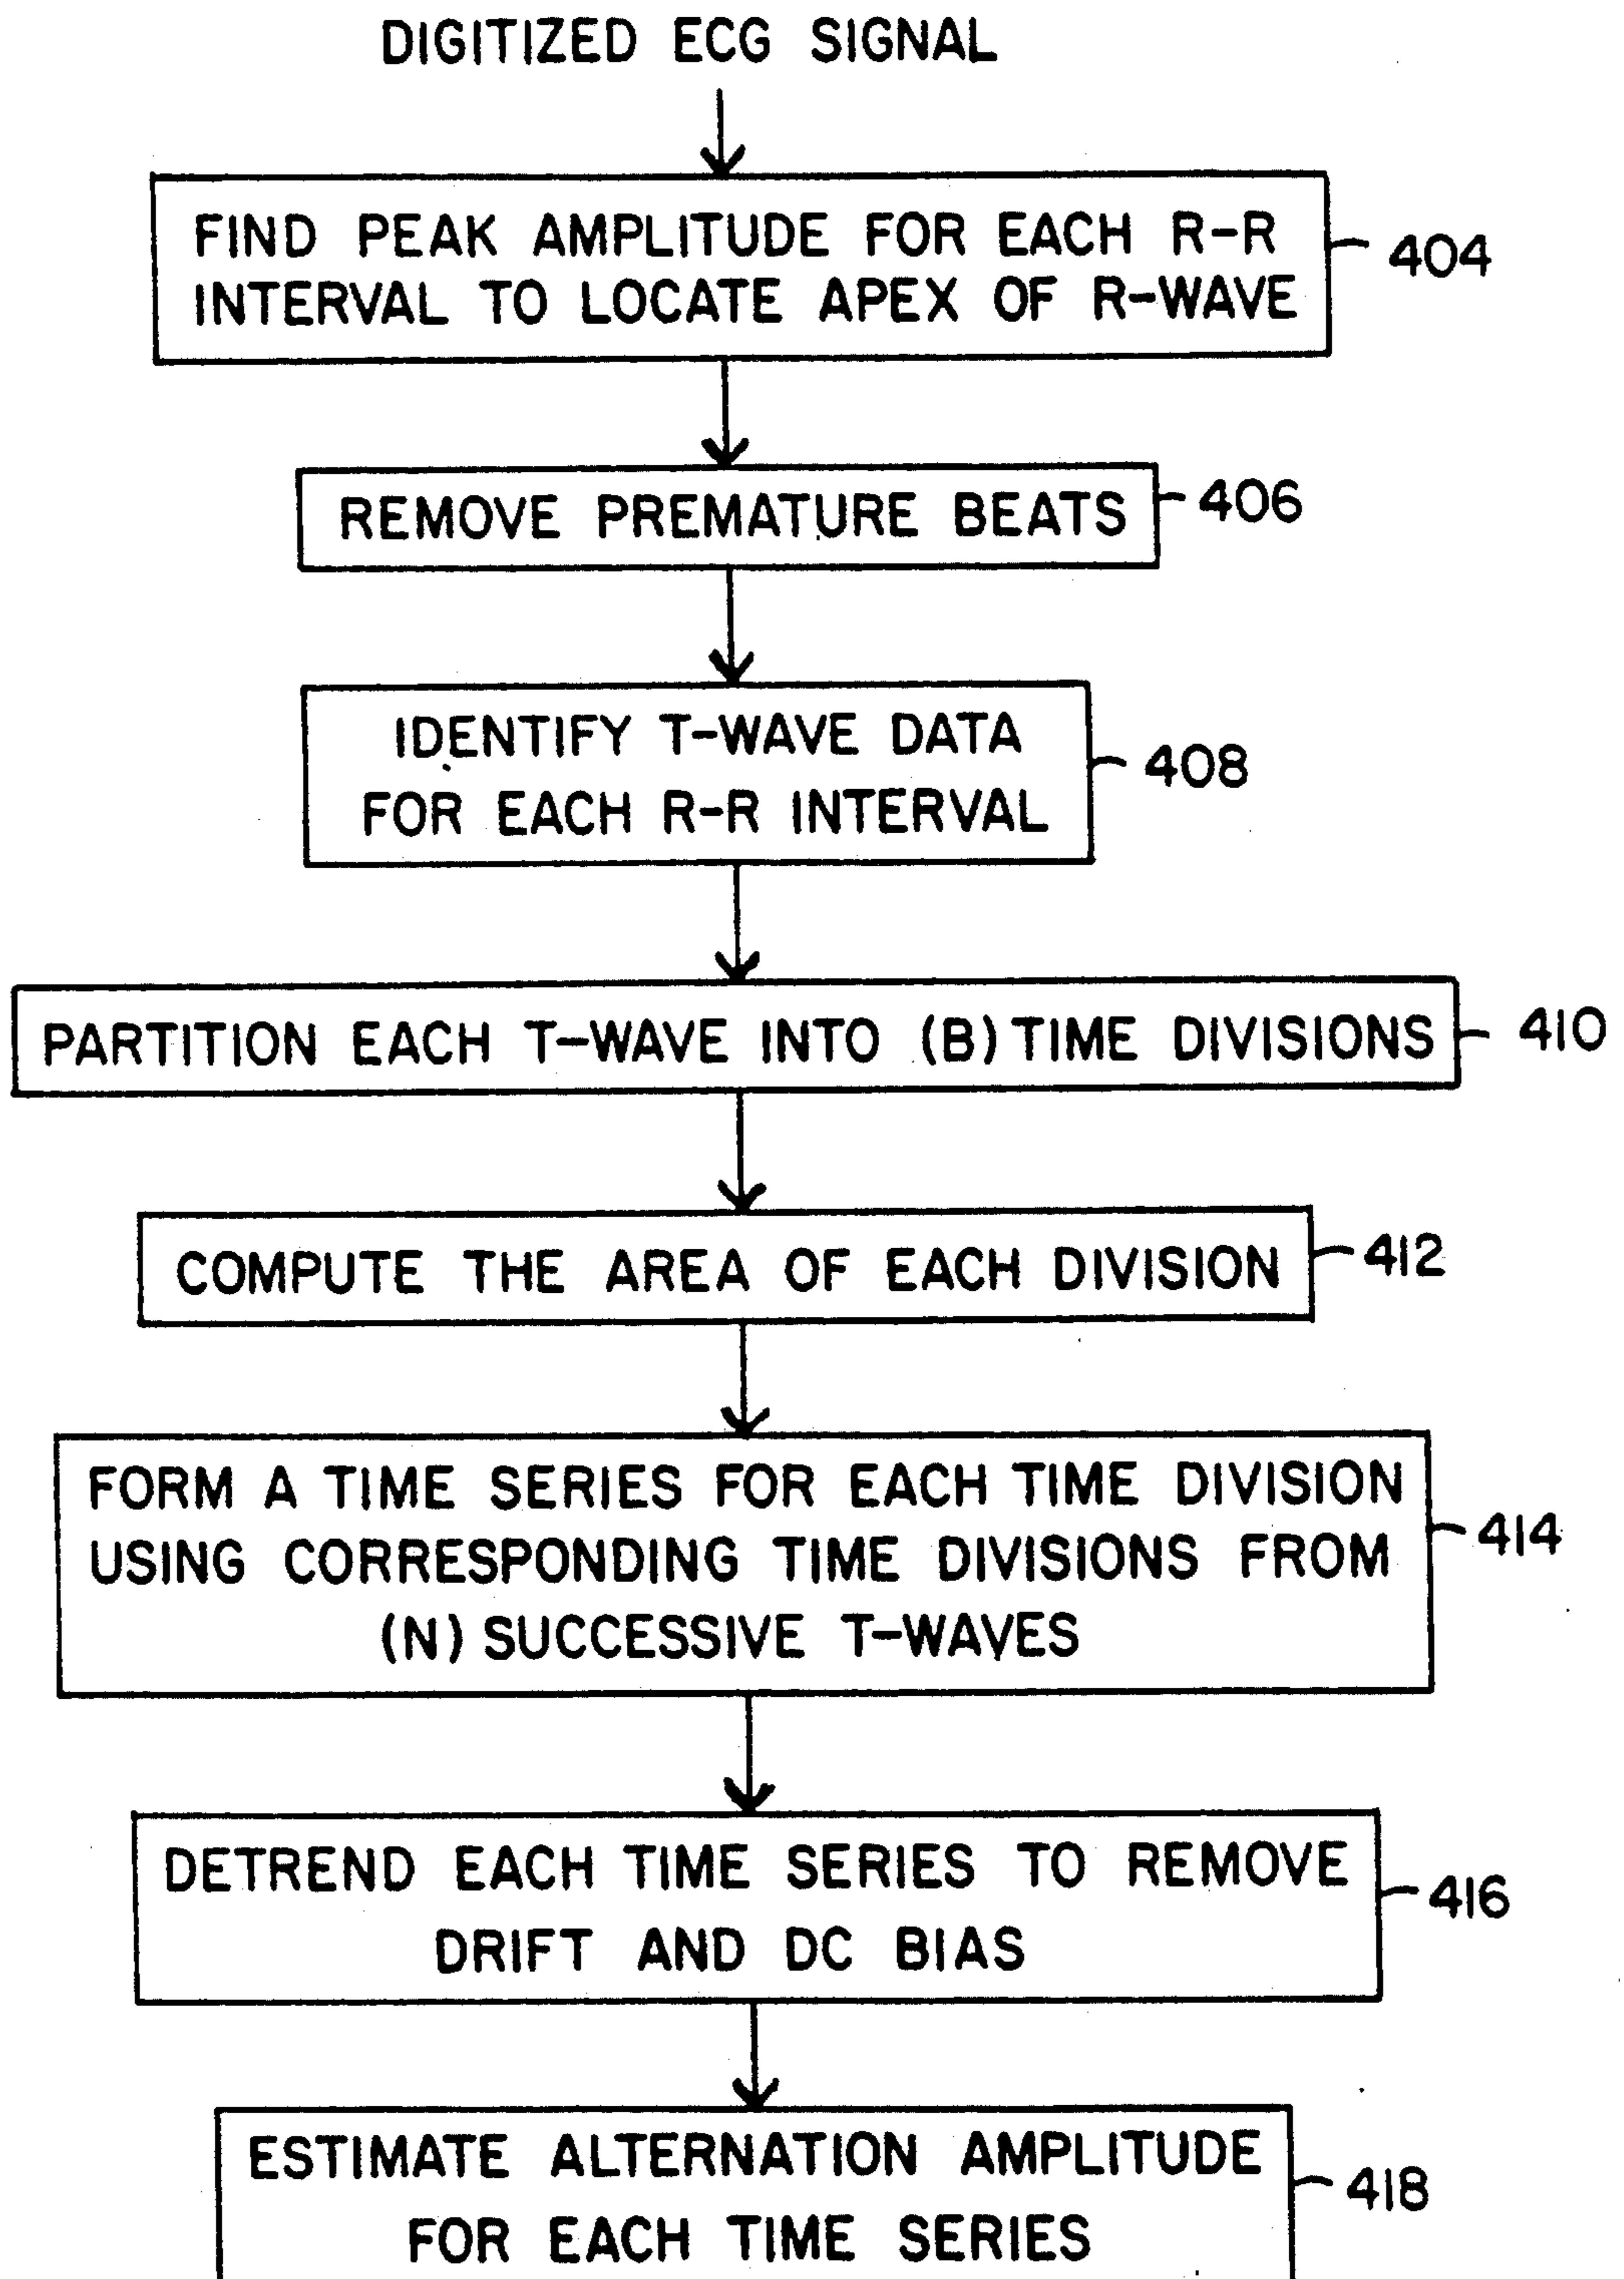 DIGITIZED ECG SIGNAL
FIND PEAK AMPLITUDE FOR EACH R-R
INTERVAL TO LOCATE APEX OF R-WAVE
404
REMOVE PREMATURE BEATS
406
IDENTIFY T-WAVE DATA
FOR EACH R-R INTERVAL
408
PARTITION EACH T-WAVE INTO (B) TIME DIVISIONS
410
COMPUTE THE AREA OF EACH DIVISION
412
FORM A TIME SERIES FOR EACH TIME DIVISION
USING CORRESPONDING TIME DIVISIONS FROM
(N) SUCCESSIVE T-WAVES
414
DETREND EACH TIME SERIES TO REMOVE
DRIFT AND DC BIAS
416
ESTIMATE ALTERNATION AMPLITUDE
FOR EACH TIME SERIES
418